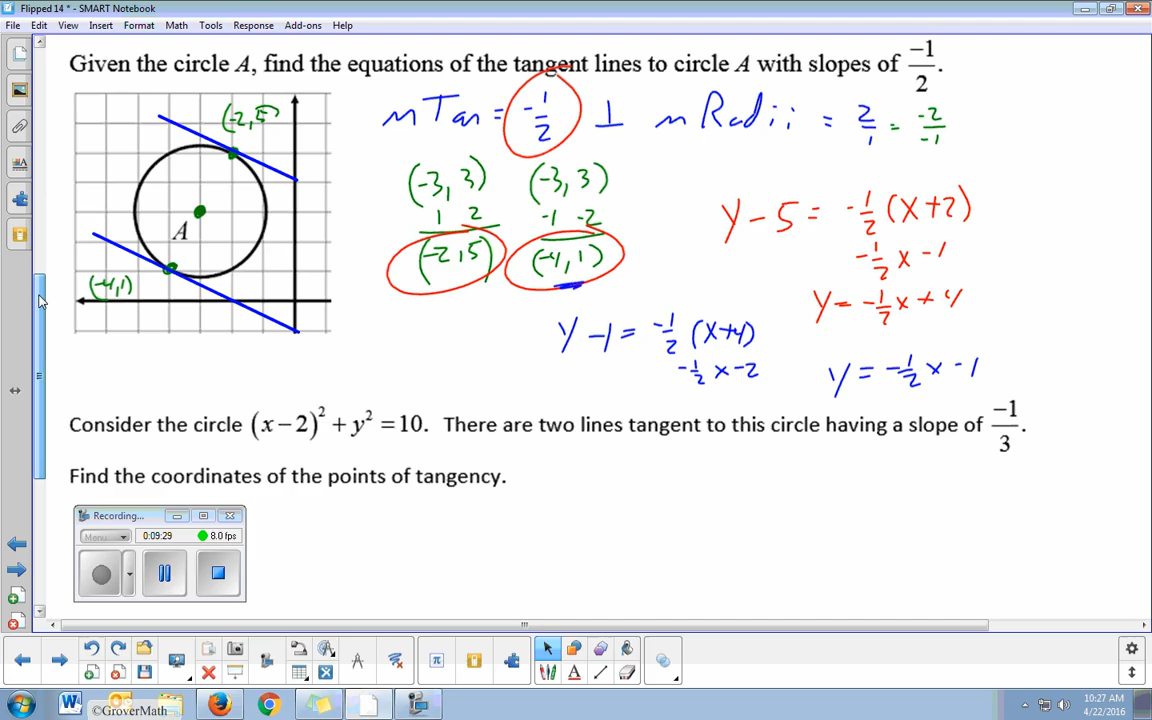 Flipped 14 * - SMART Notebook
File Edit View Insert Format Math Tools Response Add-ons Help
Given the circle A, find the equations of the tangent lines to circle A with slopes of -1/2.
m Tan = -1/2 ⊥ m Radii = 2/1 = -2/-1
(-2, 5)
(-3, 3) (-3, 3)
1 2 -1 -2
(-2, 5) (-4, 1)
A
(-4, 1)
y - 5 = -1/2 (x+2)
-1/2 x - 1
y = -1/2 x + 4
y - 1 = -1/2 (x+4)
-1/2 x - 2
y = -1/2 x - 1
Consider the circle (x − 2)² + y² = 10. There are two lines tangent to this circle having a slope of -1/3.
Find the coordinates of the points of tangency.
Recording...
Menu 0:09:29 8.0 fps
©GroverMath
10:27 AM
4/22/2016